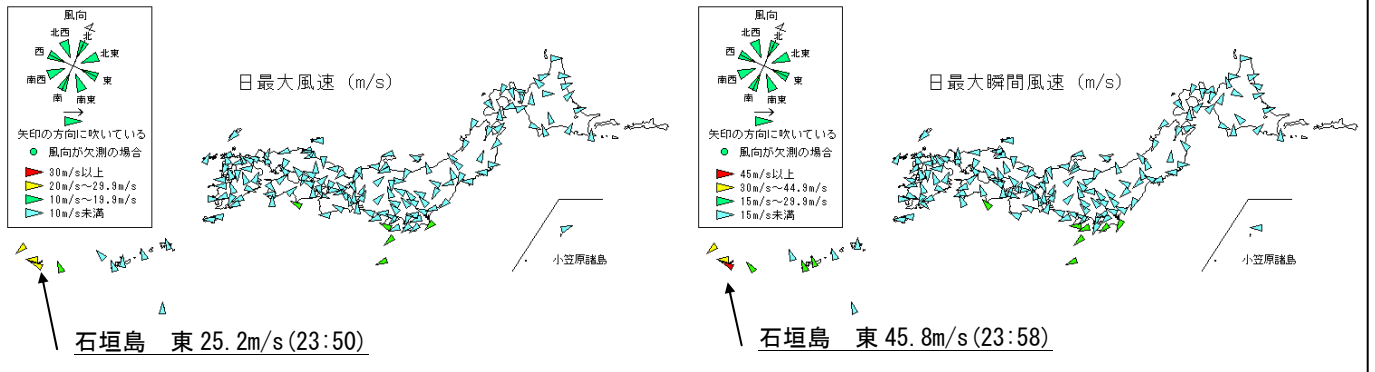 風向
北西
北
西
北東
南西
東
南
南東
矢印の方向に吹いている
風向が欠測の場合
30m/s以上
20m/s～29.9m/s
10m/s～19.9m/s
10m/s未満
日最大風速 (m/s)
小笠原諸島
石垣島 東 25.2m/s(23:50)
風向
北西
北
西
北東
南西
東
南
南東
矢印の方向に吹いている
風向が欠測の場合
45m/s以上
30m/s～44.9m/s
15m/s～29.9m/s
15m/s未満
日最大瞬間風速 (m/s)
小笠原諸島
石垣島 東 45.8m/s(23:58)